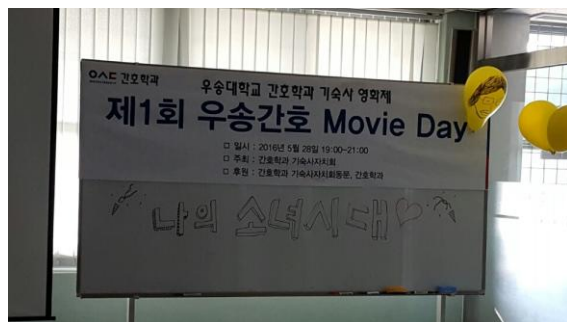 간호학과
우송대학교 간호학과 기숙사 영화제
제1회 우송간호 Movie Day
□ 일시 : 2016년 5월 28일 19:00~21:00
□ 주최 : 간호학과 기숙사자치회
□ 후원 : 간호학과 기숙사자치회동문, 간호학과
나의 소녀시대♡